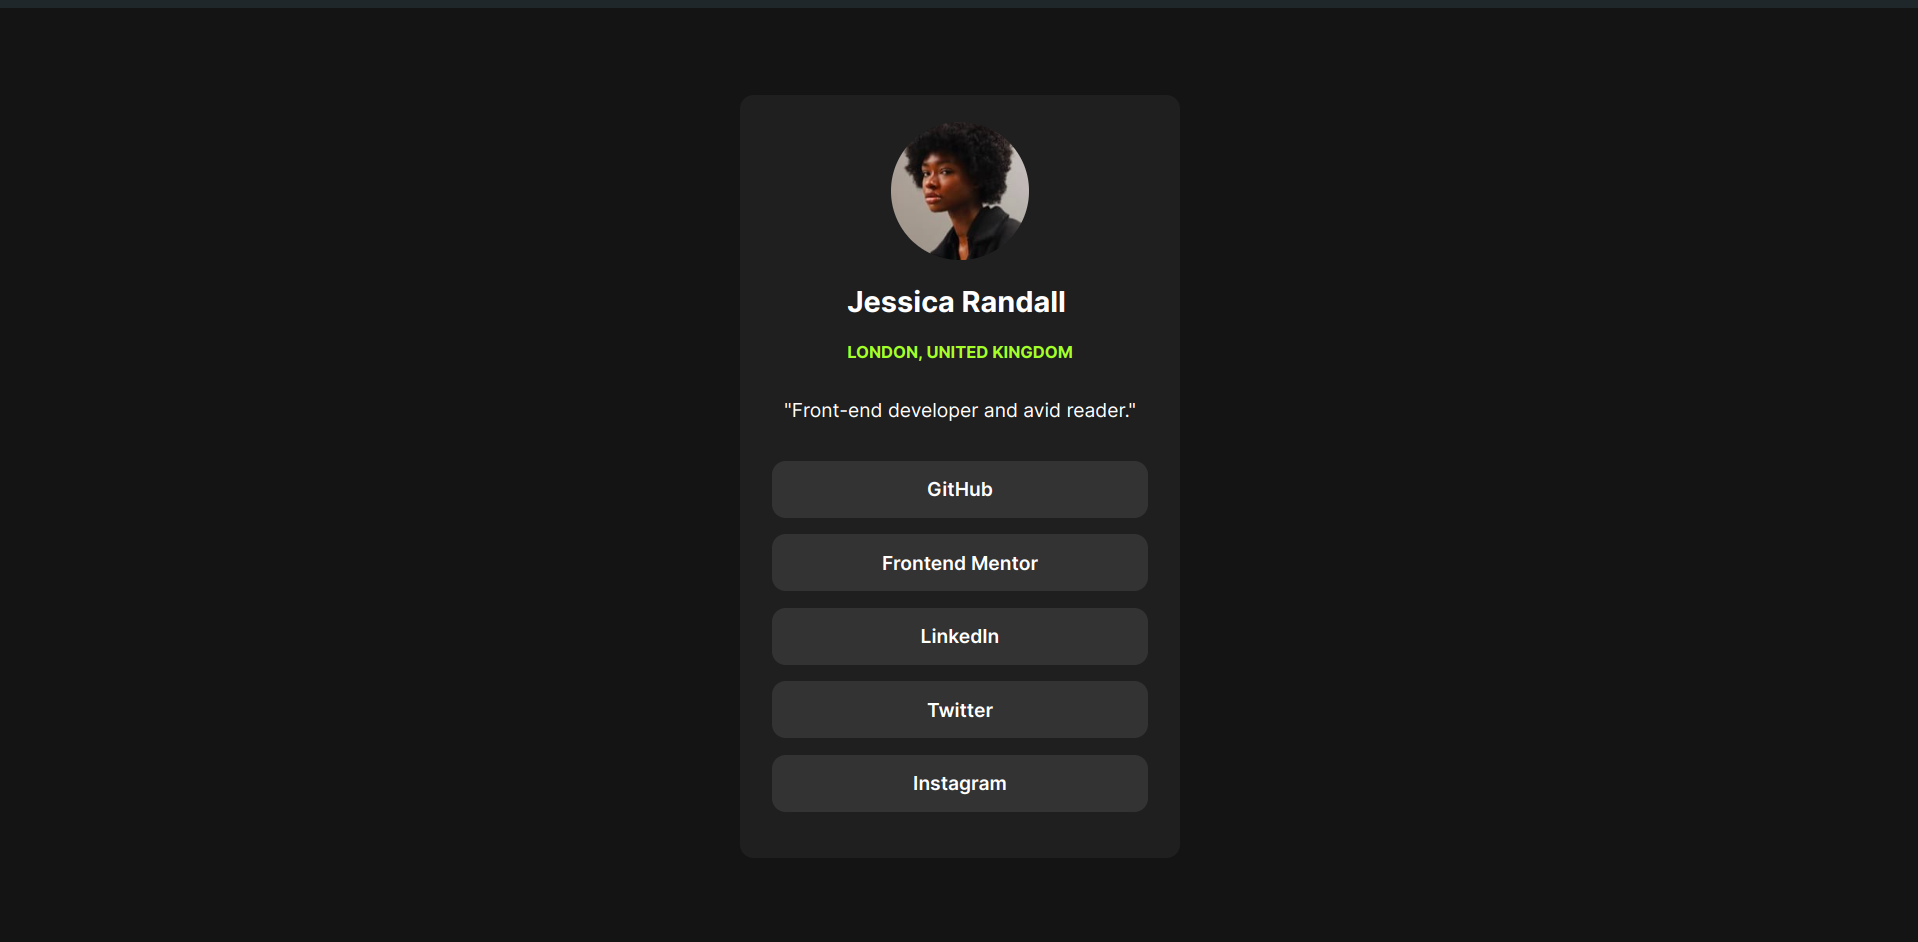 Jessica Randall
LONDON, UNITED KINGDOM
"Front-end developer and avid reader."
GitHub
Frontend Mentor
LinkedIn
Twitter
Instagram